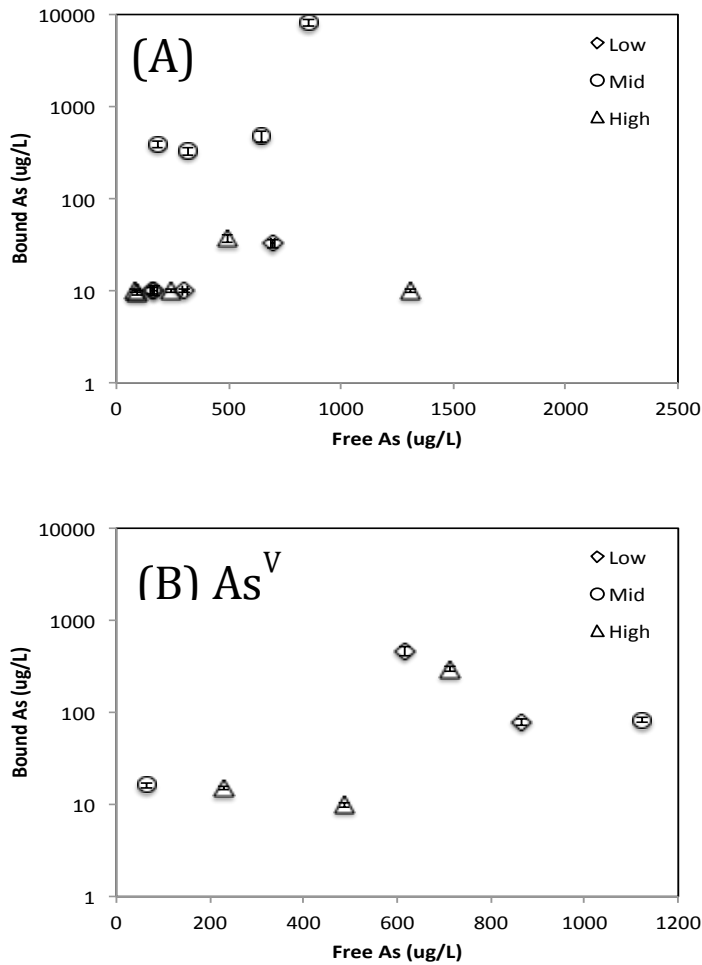 (A)
10000
1000
100
10
1
Bound As (ug/L)
0 500 1000 1500 2000 2500
Free As (ug/L)
Low
Mid
High
(B) As^V
10000
1000
100
10
1
Bound As (ug/L)
0 200 400 600 800 1000 1200
Free As (ug/L)
Low
Mid
High